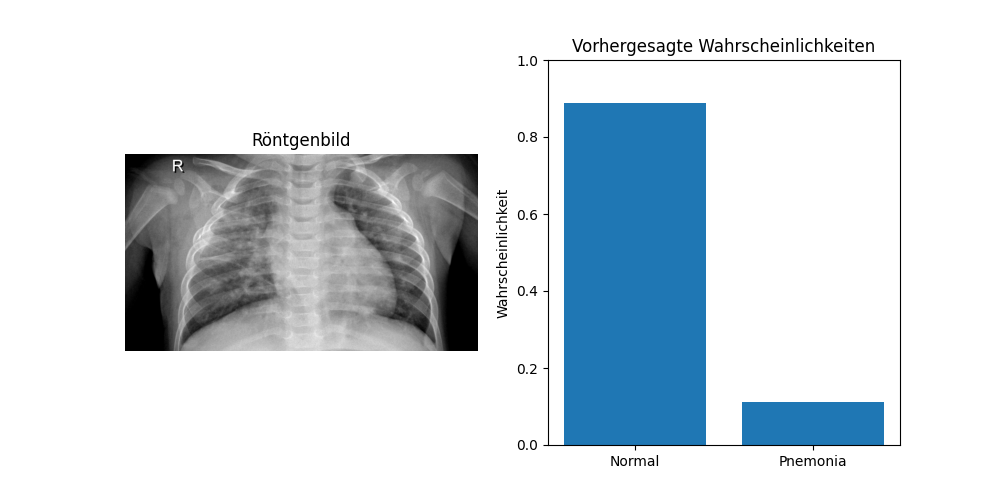 Röntgenbild
R
Vorhergesagte Wahrscheinlichkeiten
Wahrscheinlichkeit
1.0
0.8
0.6
0.4
0.2
0.0
Normal
Pnemonia